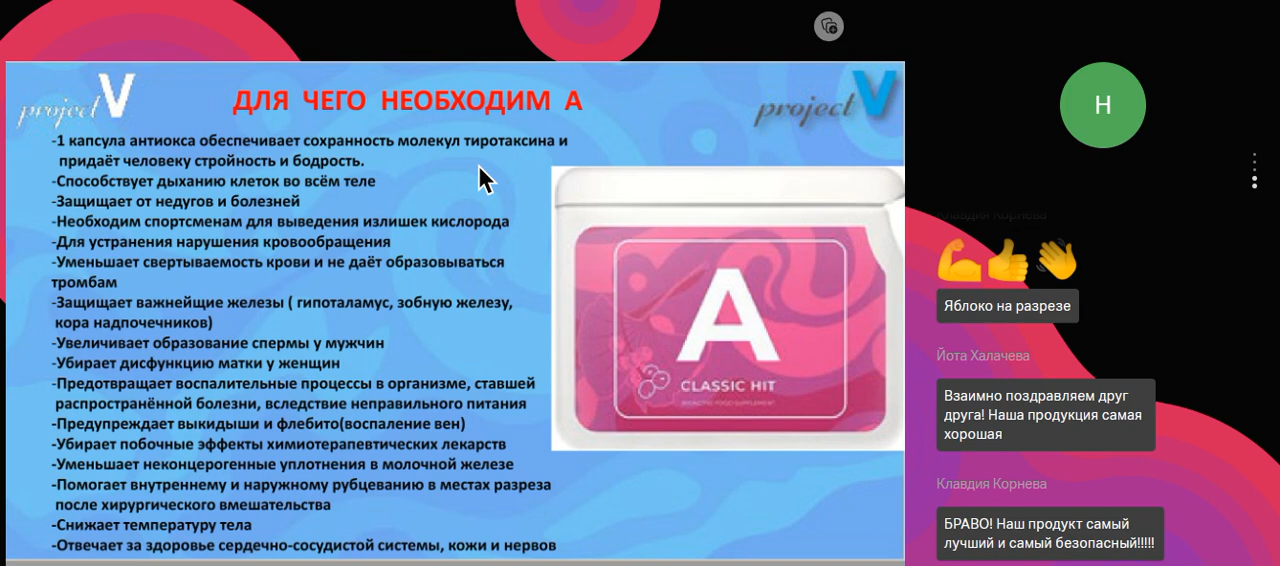 project V
ДЛЯ ЧЕГО НЕОБХОДИМ А
project V
-1 капсула антиокса обеспечивает сохранность молекул тиротаксина и
придаёт человеку стройность и бодрость.
-Способствует дыханию клеток во всём теле
-Защищает от недугов и болезней
-Необходим спортсменам для выведения излишек кислорода
-Для устранения нарушения кровообращения
-Уменьшает свертываемость крови и не даёт образовываться
тромбам
-Защищает важнейщие железы ( гипоталамус, зобную железу,
кора надпочечников)
-Увеличивает образование спермы у мужчин
-Убирает дисфункцию матки у женщин
-Предотвращает воспалительные процессы в организме, ставшей
распространённой болезни, вследствие неправильного питания
-Предупреждает выкидыши и флебито(воспаление вен)
-Убирает побочные эффекты химиотерапевтических лекарств
-Уменьшает неконцерогенные уплотнения в молочной железе
-Помогает внутреннему и наружному рубцеванию в местах разреза
после хирургического вмешательства
-Снижает температуру тела
-Отвечает за здоровье сердечно-сосудистой системы, кожи и нервов
A
CLASSIC HIT
BIOACTIVE FOOD SUPPLEMENT
Н
Клавдия Корнева
Яблоко на разрезе
Йота Халачева
Взаимно поздравляем друг
друга! Наша продукция самая
хорошая
Клавдия Корнева
БРАВО! Наш продукт самый
лучший и самый безопасный!!!!!